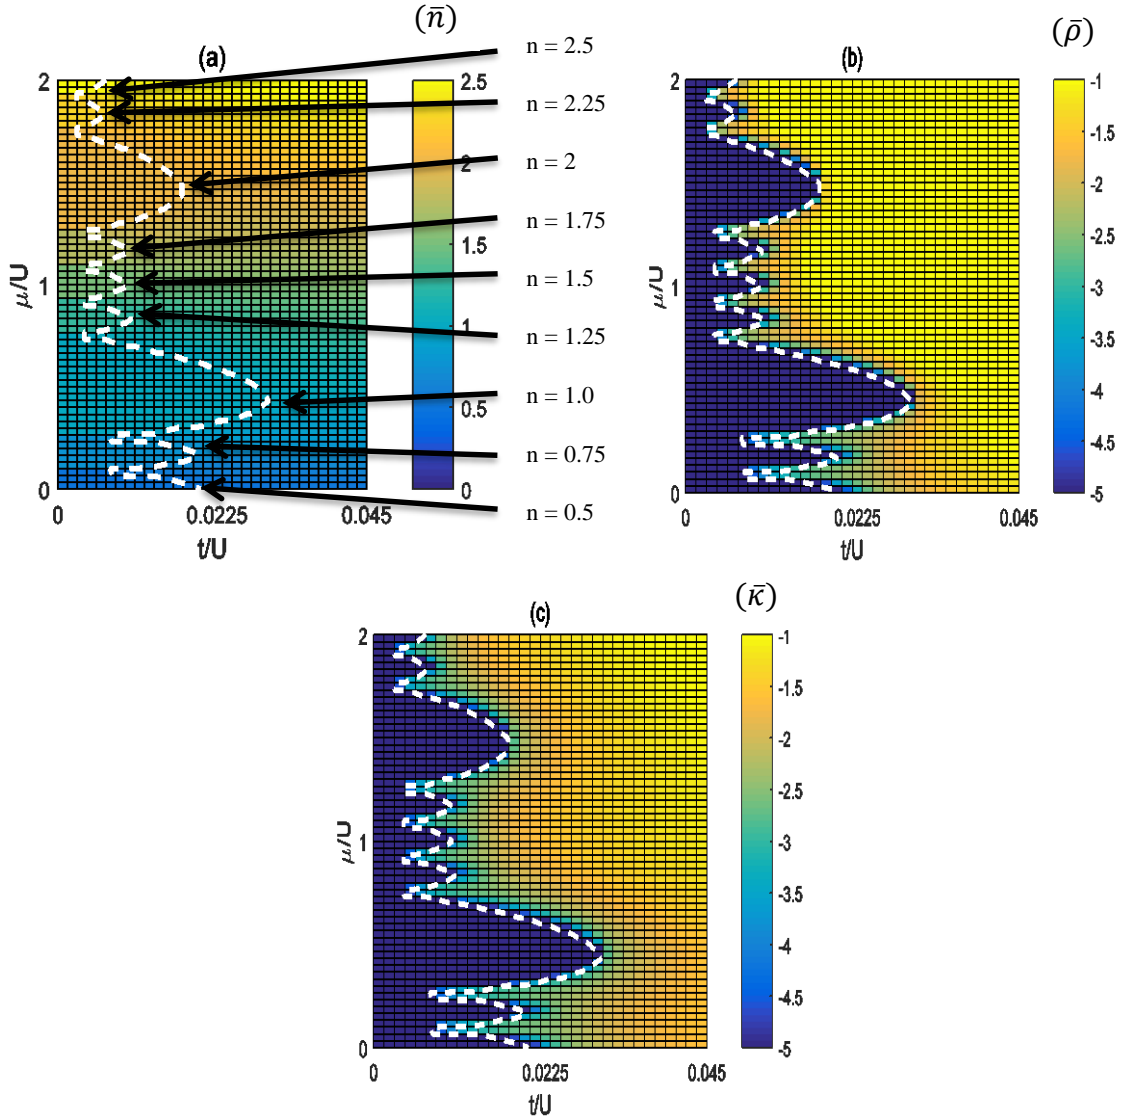 (n̄)
(a)
n = 2.5
n = 2.25
n = 2
n = 1.75
n = 1.5
n = 1.25
n = 1.0
n = 0.75
n = 0.5
2
1
0
μ/U
0
0.0225
0.045
t/U
2.5
2
1.5
1
0.5
0
(ρ̄)
(b)
2
1
0
μ/U
0
0.0225
0.045
t/U
-1
-1.5
-2
-2.5
-3
-3.5
-4
-4.5
-5
(κ̄)
(c)
2
1
0
μ/U
0
0.0225
0.045
t/U
-1
-1.5
-2
-2.5
-3
-3.5
-4
-4.5
-5